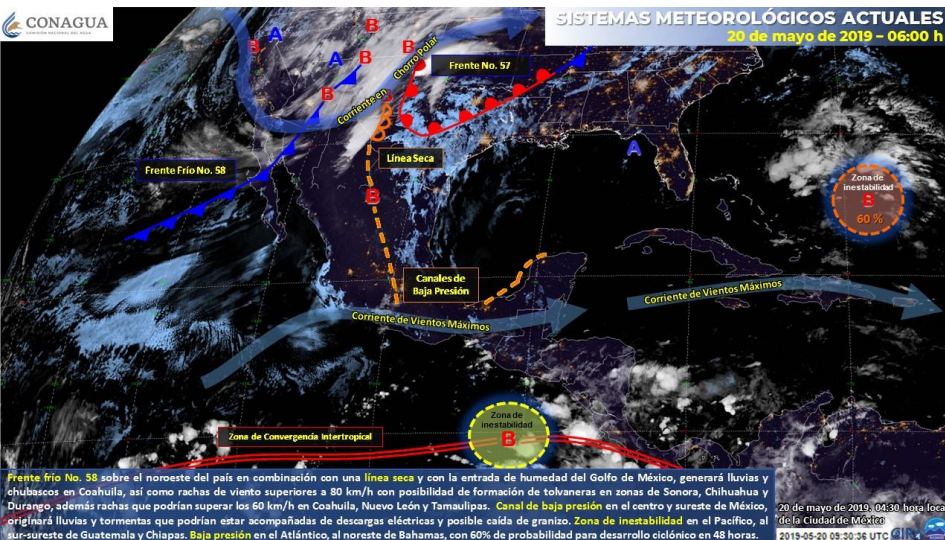 CONAGUA
COMISIÓN NACIONAL DEL AGUA
SISTEMAS METEOROLÓGICOS ACTUALES
20 de mayo de 2019 – 06:00 h
B
A
B
B
A
B
B
Corriente en Chorro Polar
Frente No. 57
Línea Seca
A
Frente Frío No. 58
B
Zona de
inestabilidad
B
60 %
Canales de
Baja Presión
Corriente de Vientos Máximos
Corriente de Vientos Máximos
Zona de
inestabilidad
B
Zona de Convergencia Intertropical
Frente frío No. 58 sobre el noroeste del país en combinación con una línea seca y con la entrada de humedad del Golfo de México, generará lluvias y
chubascos en Coahuila, así como rachas de viento superiores a 80 km/h con posibilidad de formación de tolvaneras en zonas de Sonora, Chihuahua y
Durango, además rachas que podrían superar los 60 km/h en Coahuila, Nuevo León y Tamaulipas. Canal de baja presión en el centro y sureste de México,
originará lluvias y tormentas que podrían estar acompañadas de descargas eléctricas y posible caída de granizo. Zona de inestabilidad en el Pacífico, al
sur-sureste de Guatemala y Chiapas. Baja presión en el Atlántico, al noreste de Bahamas, con 60% de probabilidad para desarrollo ciclónico en 48 horas.
20 de mayo de 2019. 04:30 hora loca
de la Ciudad de México
2019-05-20 09:30:36 UTC